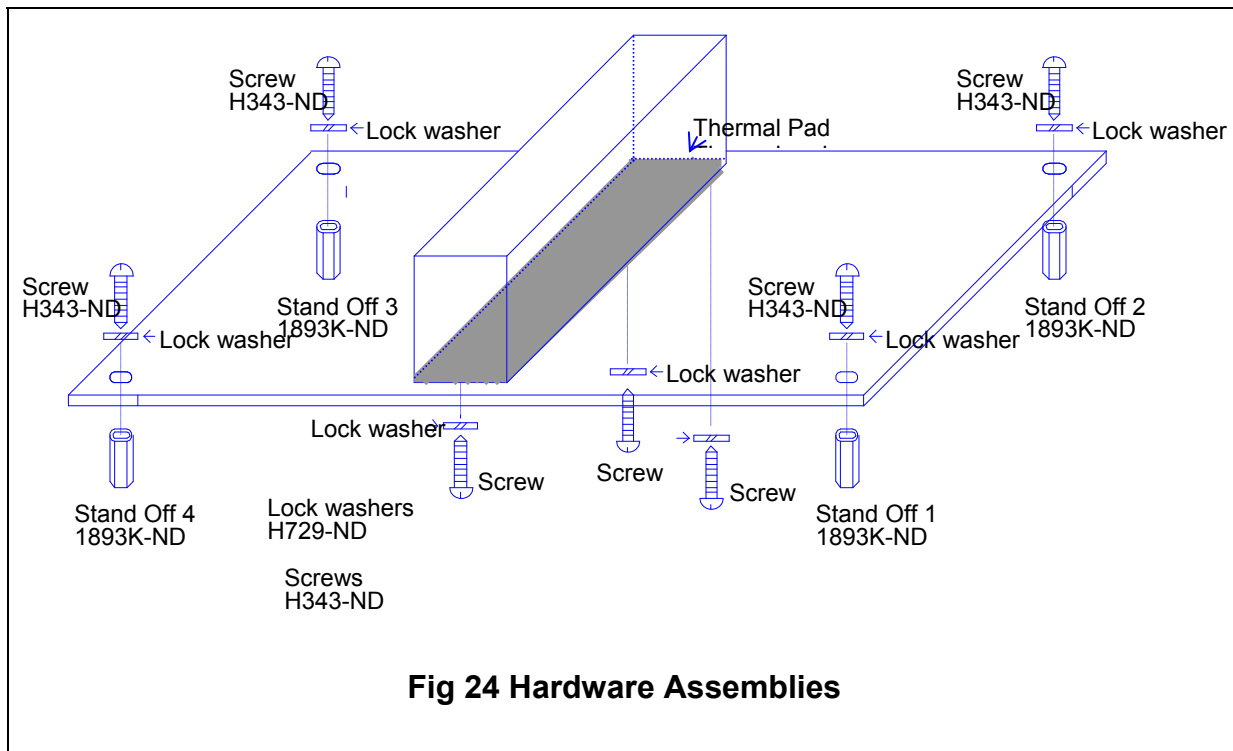 Screw
H343-ND
Lock washer
Thermal Pad
Screw
H343-ND
Lock washer
Screw
H343-ND
Lock washer
Stand Off 3
1893K-ND
Screw
H343-ND
Lock washer
Stand Off 2
1893K-ND
Lock washer
Lock washer
Screw
Screw
Screw
Stand Off 4
1893K-ND
Lock washers
H729-ND
Stand Off 1
1893K-ND
Screws
H343-ND
Fig 24 Hardware Assemblies